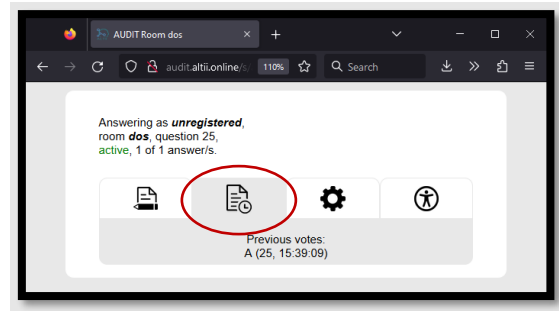 AUDIT Room dos
audit.altii.online/s/ 110% Search
Answering as unregistered,
room dos, question 25,
active, 1 of 1 answer/s.
Previous votes:
A (25, 15:39:09)